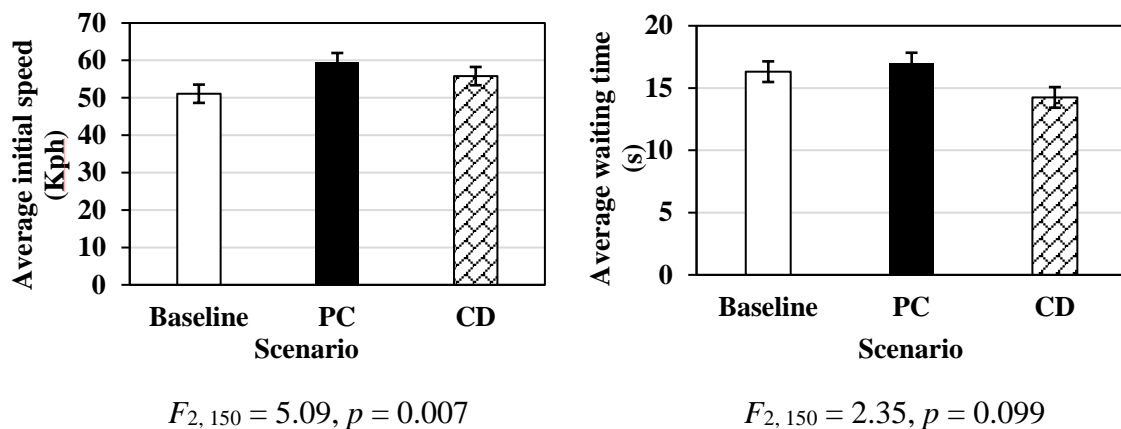 Average initial speed
(Kph)
70
60
50
40
30
20
10
0
Baseline PC CD
Scenario
F2, 150 = 5.09, p = 0.007
Average waiting time
(s)
20
15
10
5
0
Baseline PC CD
Scenario
F2, 150 = 2.35, p = 0.099